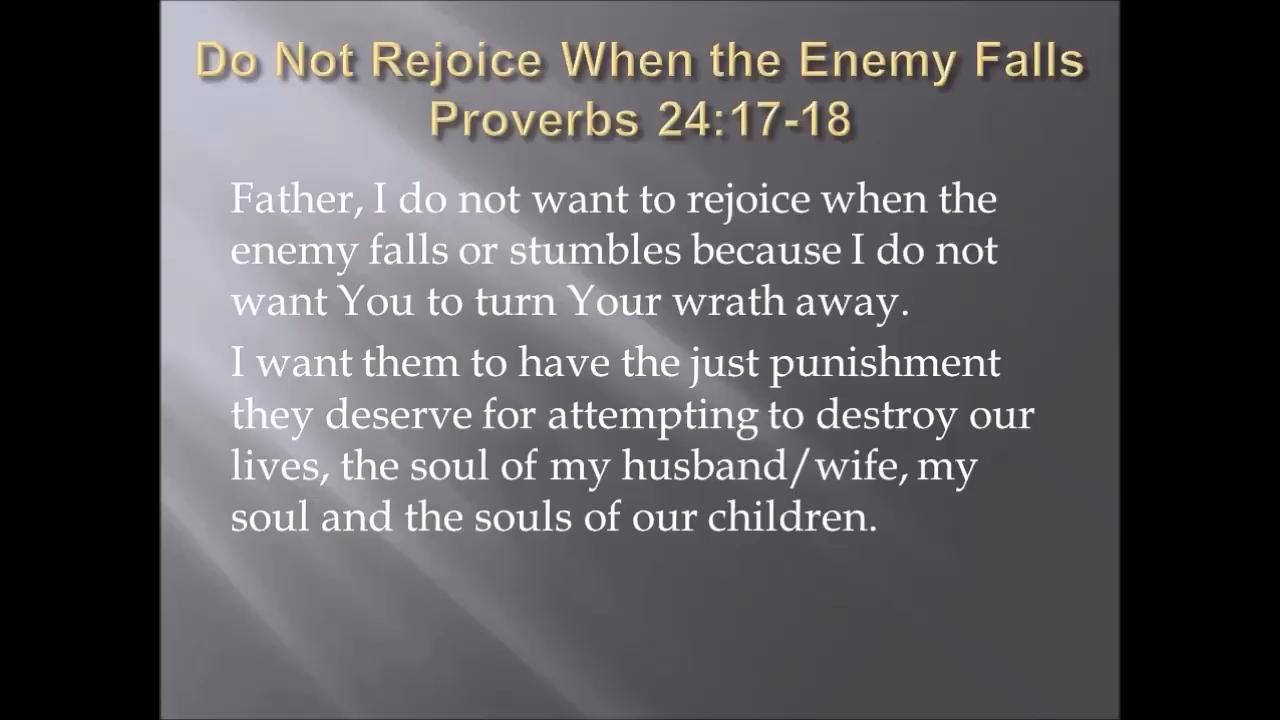 Do Not Rejoice When the Enemy Falls
Proverbs 24:17-18
Father, I do not want to rejoice when the
enemy falls or stumbles because I do not
want You to turn Your wrath away.
I want them to have the just punishment
they deserve for attempting to destroy our
lives, the soul of my husband/wife, my
soul and the souls of our children.